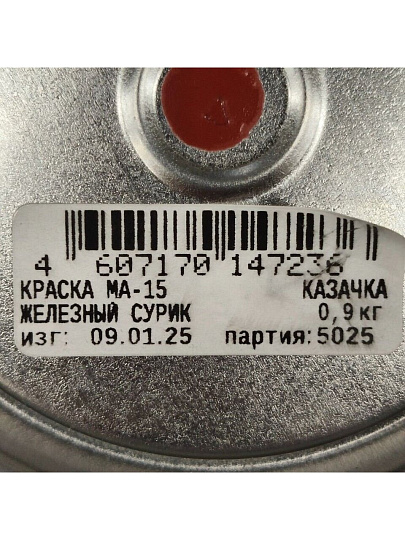 4 607170 147236
КРАСКА МА-15 КАЗАЧКА
ЖЕЛЕЗНЫЙ СУРИК 0,9 кг
изг: 09.01.25 партия:5025